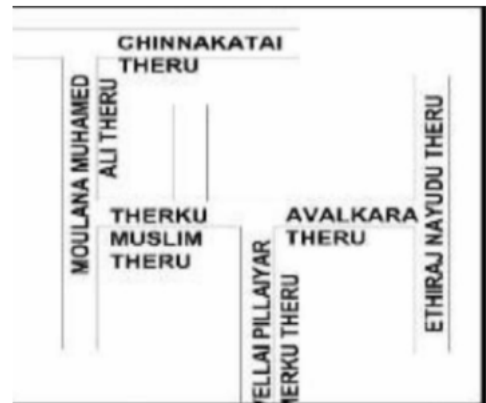 CHINNAKATAI
THERU
MOULANA MUHAMED
ALI THERU
THERKU
MUSLIM
THERU
AVALKARA
THERU
VELLAI PILLAIYAR
MERKU THERU
ETHIRAJ NAYUDU THERU